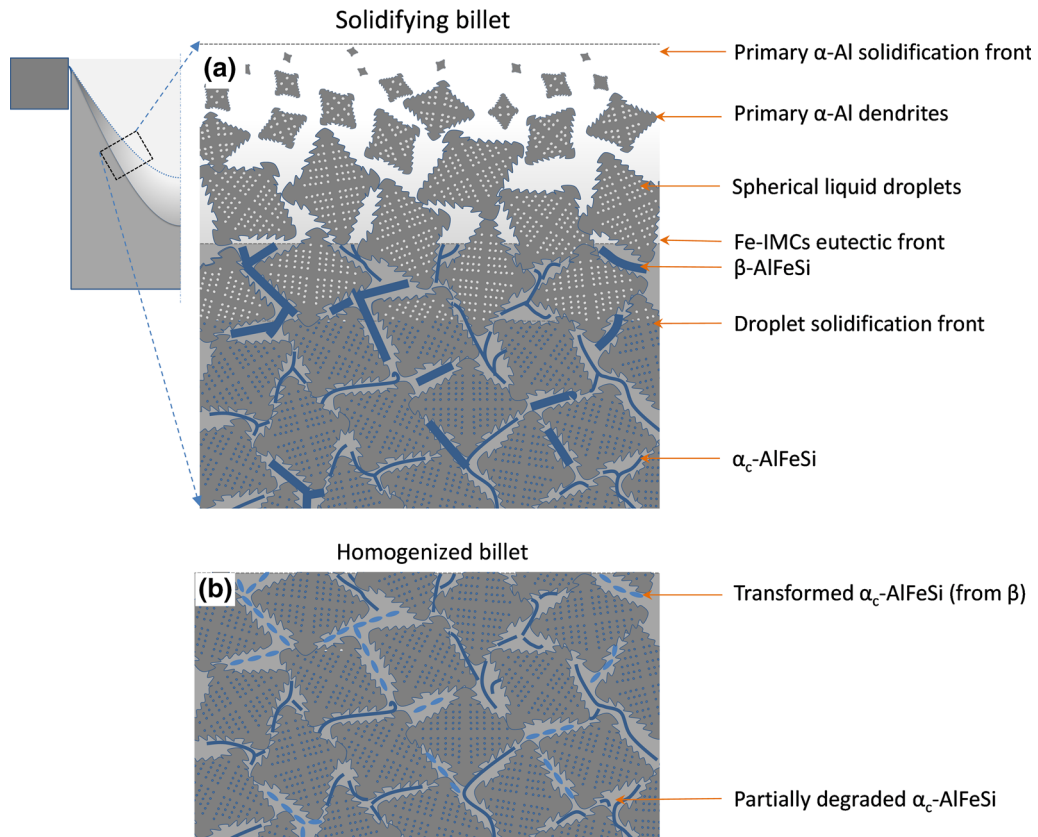 Solidifying billet
(a)
Primary α-Al solidification front
Primary α-Al dendrites
Spherical liquid droplets
Fe-IMCs eutectic front
β-AlFeSi
Droplet solidification front
αc-AlFeSi
Homogenized billet
(b)
Transformed αc-AlFeSi (from β)
Partially degraded αc-AlFeSi